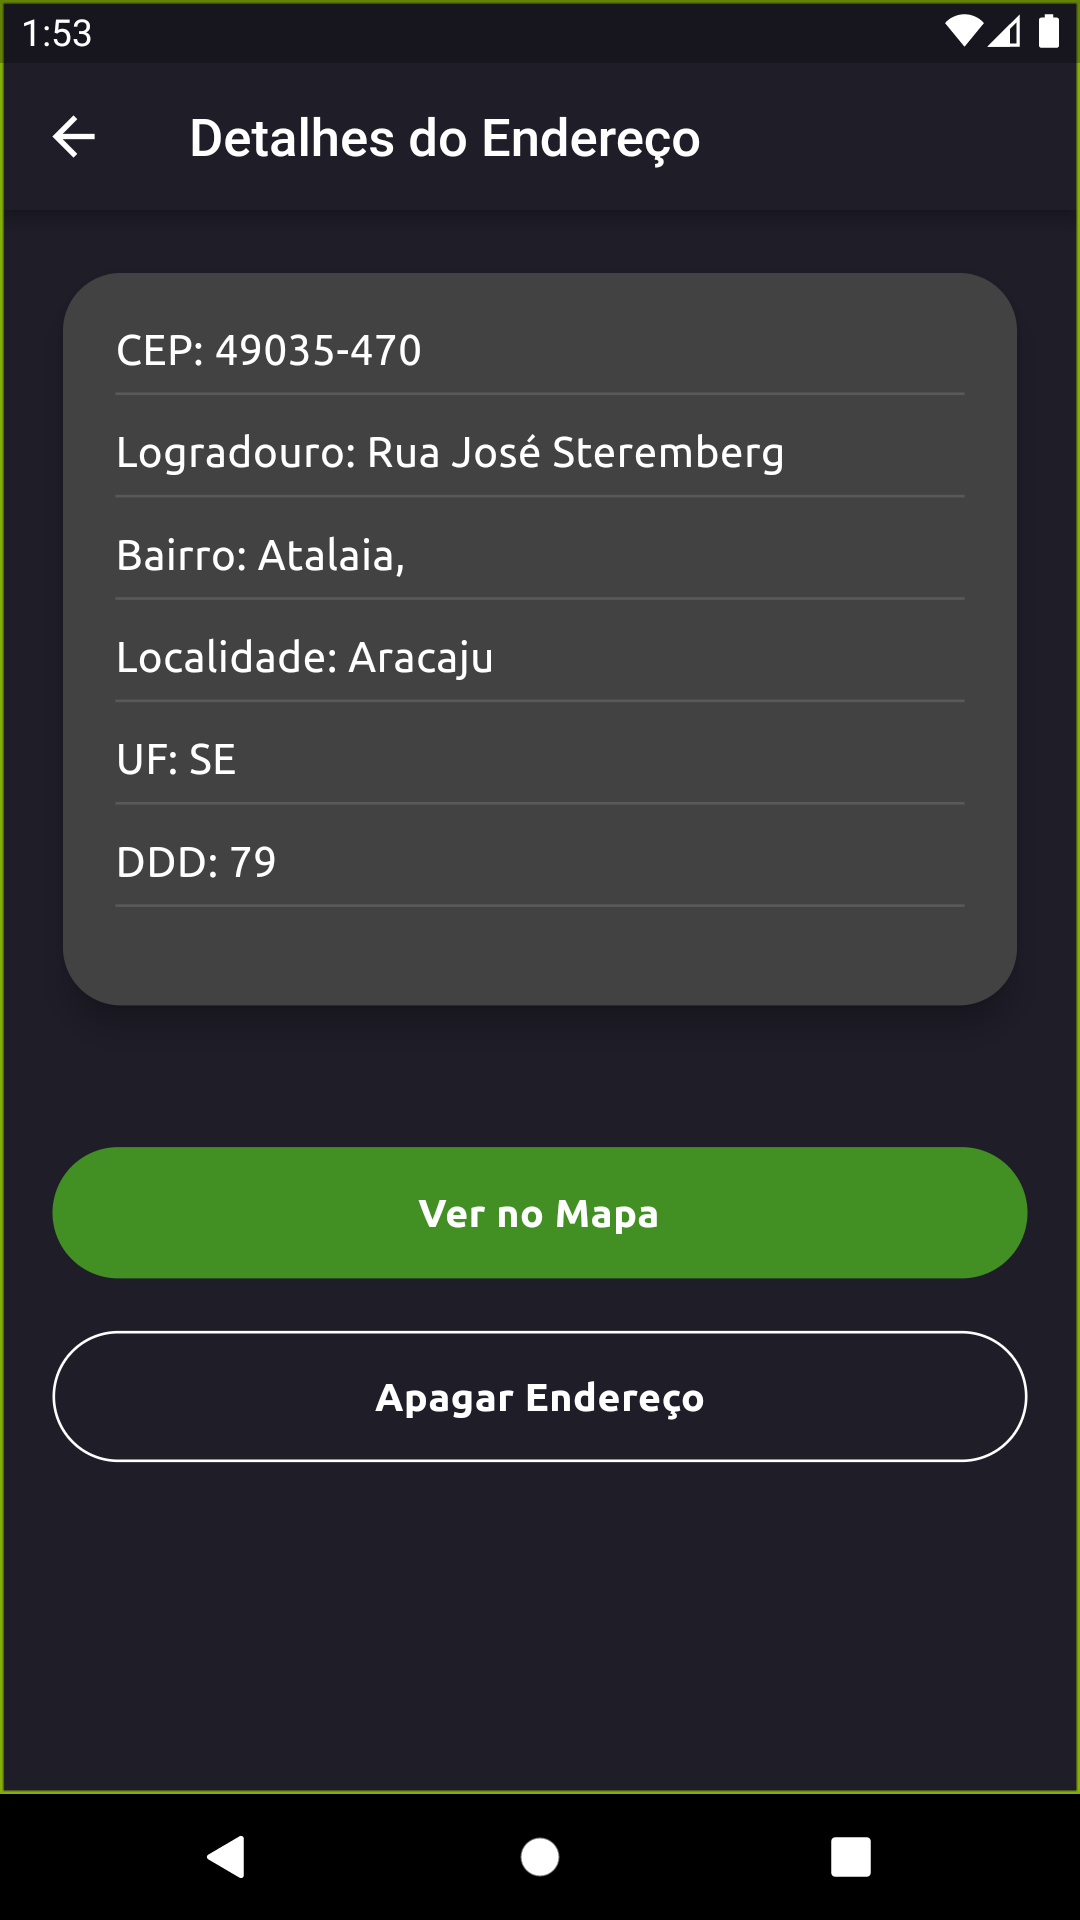 1:53
Detalhes do Endereço
CEP: 49035-470
Logradouro: Rua José Steremberg
Bairro: Atalaia,
Localidade: Aracaju
UF: SE
DDD: 79
Ver no Mapa
Apagar Endereço